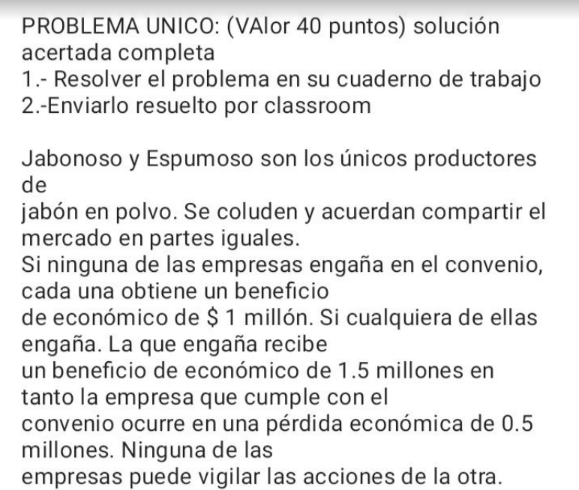 PROBLEMA UNICO: (VAlor 40 puntos) solución
acertada completa
1.- Resolver el problema en su cuaderno de trabajo
2.-Enviarlo resuelto por classroom
Jabonoso y Espumoso son los únicos productores
de
jabón en polvo. Se coluden y acuerdan compartir el
mercado en partes iguales.
Si ninguna de las empresas engaña en el convenio,
cada una obtiene un beneficio
de económico de $ 1 millón. Si cualquiera de ellas
engaña. La que engaña recibe
un beneficio de económico de 1.5 millones en
tanto la empresa que cumple con el
convenio ocurre en una pérdida económica de 0.5
millones. Ninguna de las
empresas puede vigilar las acciones de la otra.